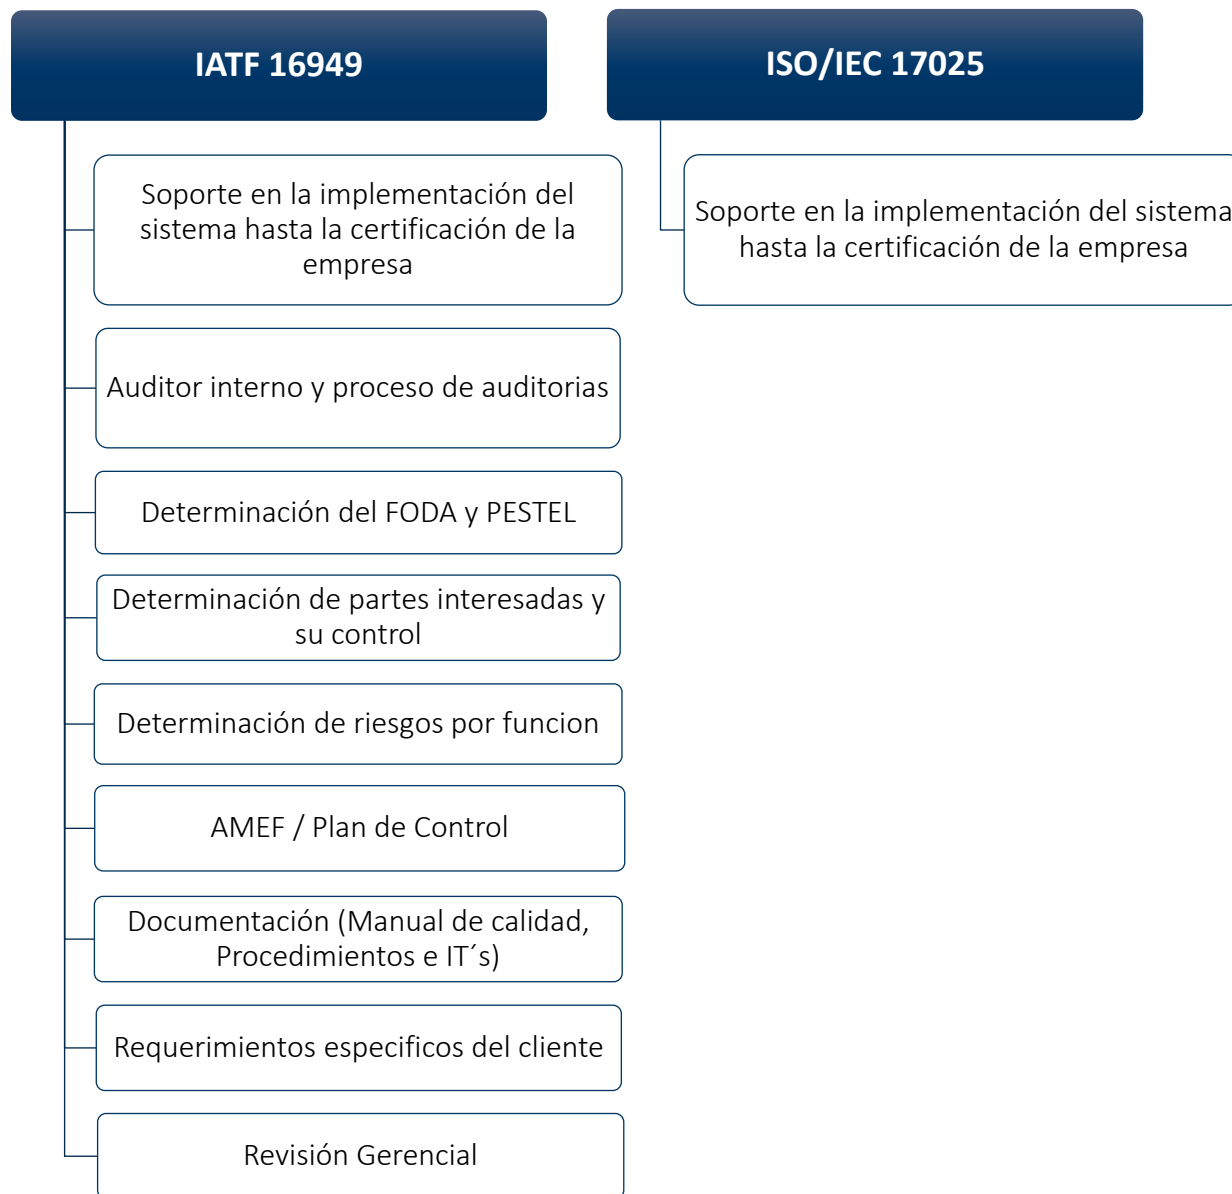 IATF 16949
Soporte en la implementación del
sistema hasta la certificación de la
empresa
Auditor interno y proceso de auditorias
Determinación del FODA y PESTEL
Determinación de partes interesadas y
su control
Determinación de riesgos por funcion
AMEF / Plan de Control
Documentación (Manual de calidad,
Procedimientos e IT´s)
Requerimientos especificos del cliente
Revisión Gerencial
ISO/IEC 17025
Soporte en la implementación del sistema
hasta la certificación de la empresa